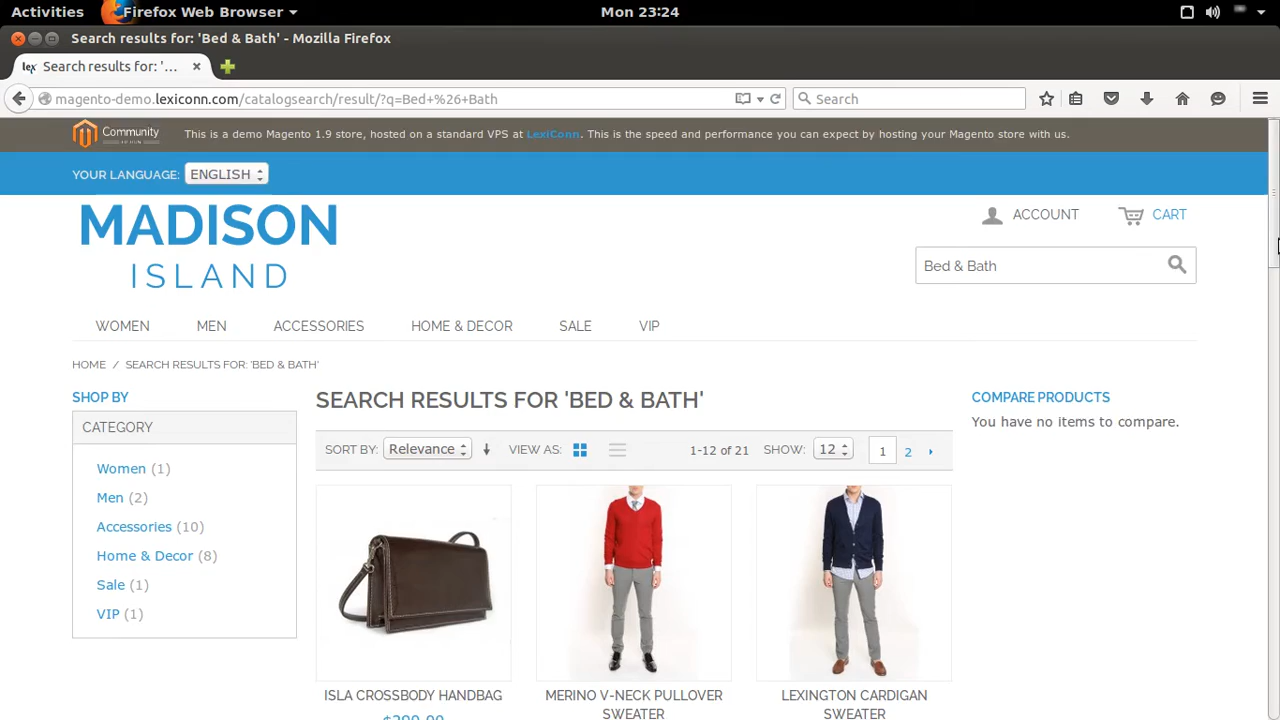 Activities Firefox Web Browser Mon 23:24
Search results for: 'Bed & Bath' - Mozilla Firefox
lex Search results for: '...
magento-demo.lexiconn.com/catalogsearch/result/?q=Bed+%26+Bath Search
Community This is a demo Magento 1.9 store, hosted on a standard VPS at LexiConn. This is the speed and performance you can expect by hosting your Magento store with us.
YOUR LANGUAGE: ENGLISH
MADISON
ISLAND
ACCOUNT CART
Bed & Bath
WOMEN MEN ACCESSORIES HOME & DECOR SALE VIP
HOME / SEARCH RESULTS FOR: 'BED & BATH'
SHOP BY
CATEGORY
Women (1)
Men (2)
Accessories (10)
Home & Decor (8)
Sale (1)
VIP (1)
SEARCH RESULTS FOR 'BED & BATH'
SORT BY: Relevance VIEW AS: 1-12 of 21 SHOW: 12 1 2
ISLA CROSSBODY HANDBAG
MERINO V-NECK PULLOVER
SWEATER
LEXINGTON CARDIGAN
SWEATER
COMPARE PRODUCTS
You have no items to compare.